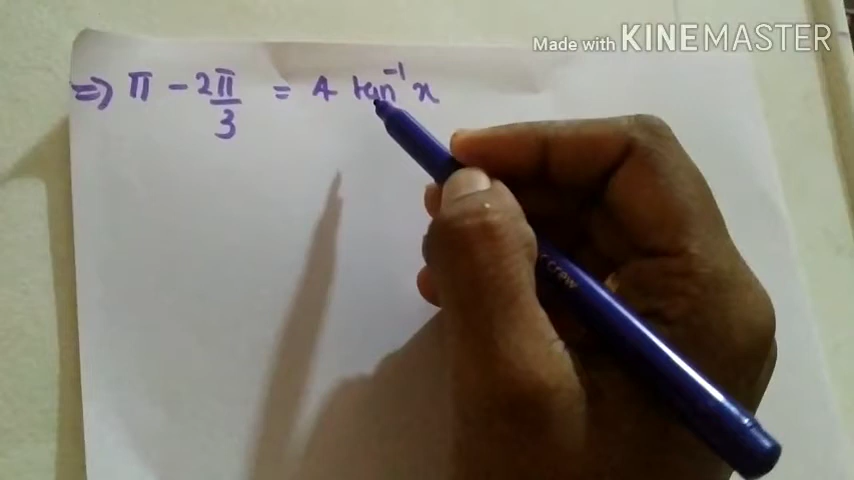 Made with KINEMASTER
⇒ π - 2π/3 = 4 tan⁻¹ x